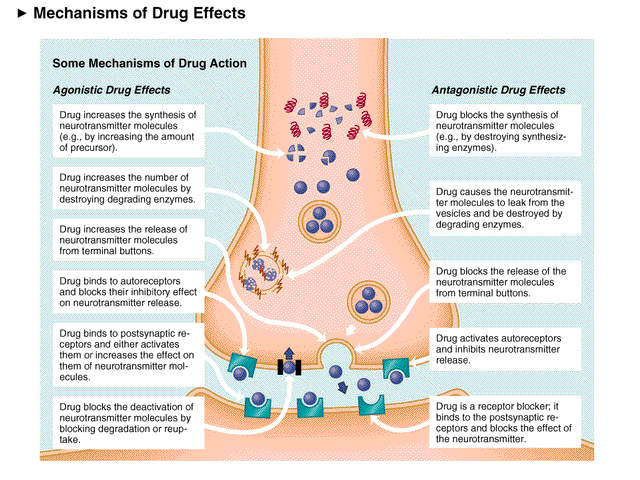 ► Mechanisms of Drug Effects
Some Mechanisms of Drug Action
Agonistic Drug Effects
Drug increases the synthesis of
neurotransmitter molecules
(e.g., by increasing the amount
of precursor).
Drug increases the number of
neurotransmitter molecules by
destroying degrading enzymes.
Drug increases the release of
neurotransmitter molecules
from terminal buttons.
Drug binds to autoreceptors
and blocks their inhibitory effect
on neurotransmitter release.
Drug binds to postsynaptic re-
ceptors and either activates
them or increases the effect on
them of neurotransmitter mol-
ecules.
Drug blocks the deactivation of
neurotransmitter molecules by
blocking degradation or reup-
take.
Antagonistic Drug Effects
Drug blocks the synthesis of
neurotransmitter molecules
(e.g., by destroying synthesiz-
ing enzymes).
Drug causes the neurotransmit-
ter molecules to leak from the
vesicles and be destroyed by
degrading enzymes.
Drug blocks the release of the
neurotransmitter molecules
from terminal buttons.
Drug activates autoreceptors
and inhibits neurotransmitter
release.
Drug is a receptor blocker; it
binds to the postsynaptic re-
ceptors and blocks the effect of
the neurotransmitter.